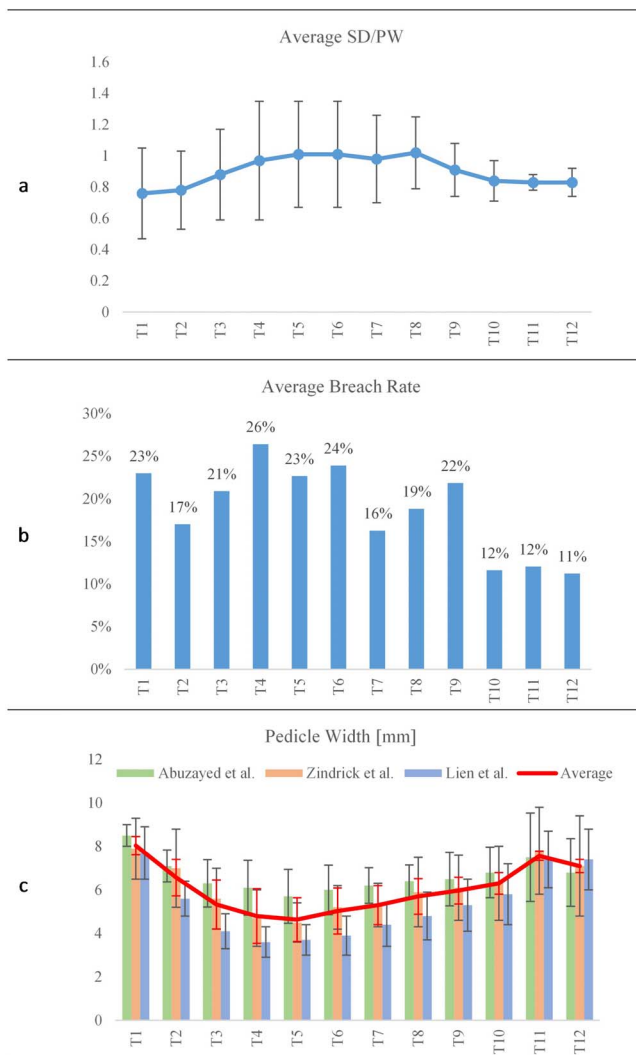 Average SD/PW
1.6
1.4
1.2
1
0.8
0.6
0.4
0.2
0
a
T1 T2 T3 T4 T5 T6 T7 T8 T9 T10 T11 T12
Average Breach Rate
30%
25%
20%
15%
10%
5%
0%
23% 17% 21% 26% 23% 24% 16% 19% 22% 12% 12% 11%
b
T1 T2 T3 T4 T5 T6 T7 T8 T9 T10 T11 T12
Pedicle Width [mm]
Abuzayed et al. Zindrick et al. Lien et al. Average
12
10
8
6
4
2
0
c
T1 T2 T3 T4 T5 T6 T7 T8 T9 T10 T11 T12